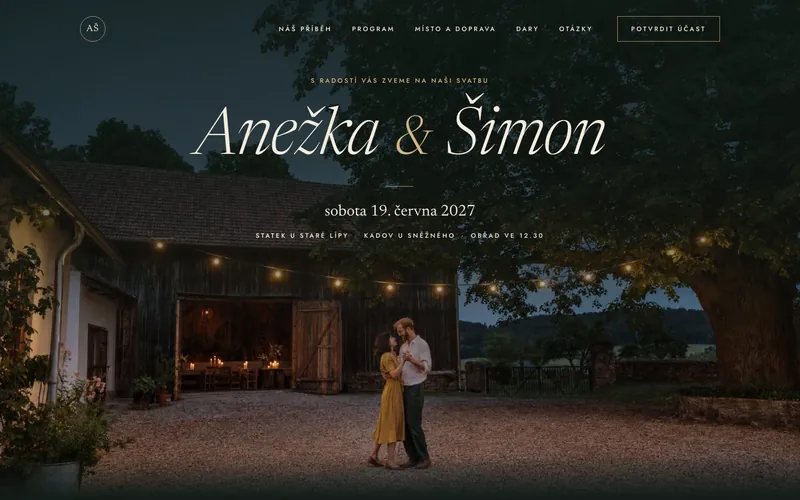 AŠ
NÁŠ PŘÍBĚH PROGRAM MÍSTO A DOPRAVA DARY OTÁZKY POTVRDIT ÚČAST
S RADOSTÍ VÁS ZVEME NA NAŠI SVATBU
Anežka & Šimon
sobota 19. června 2027
STATEK U STARÉ LÍPY KADOV U SNĚŽNÉHO OBŘAD VE 12.30